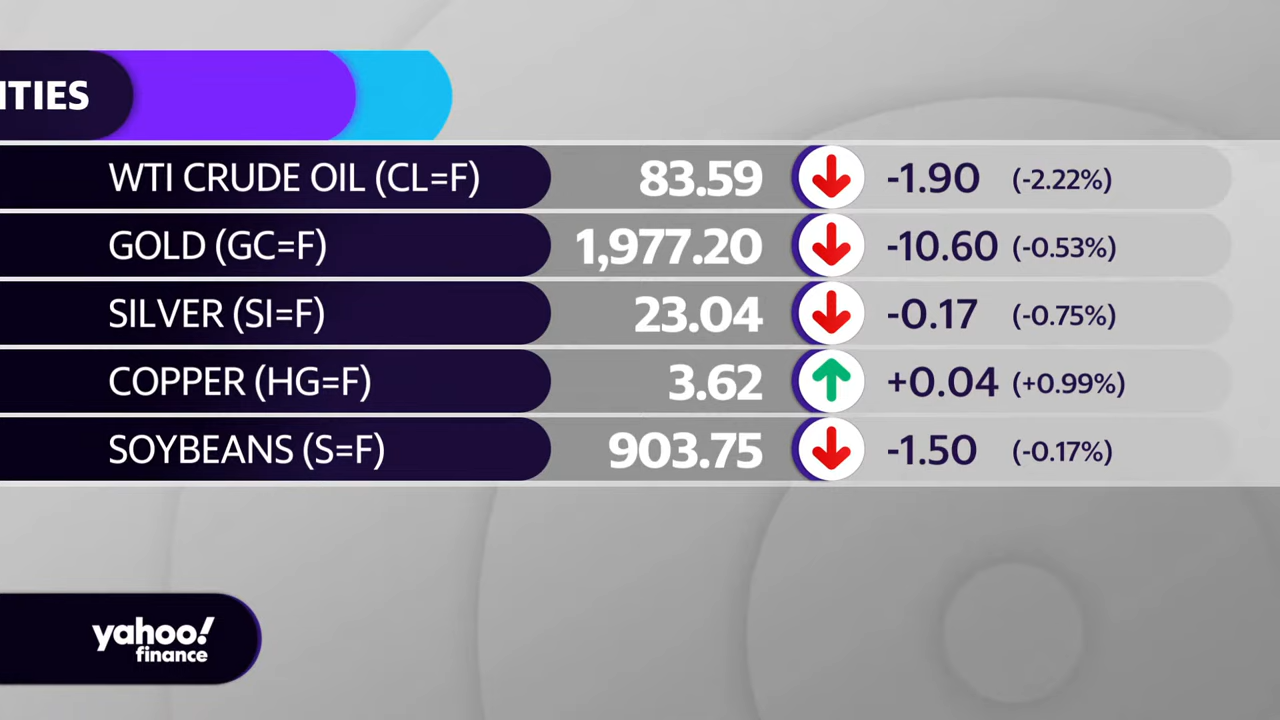 ITIES
WTI CRUDE OIL (CL=F) 83.59 -1.90 (-2.22%)
GOLD (GC=F) 1,977.20 -10.60 (-0.53%)
SILVER (SI=F) 23.04 -0.17 (-0.75%)
COPPER (HG=F) 3.62 +0.04 (+0.99%)
SOYBEANS (S=F) 903.75 -1.50 (-0.17%)
yahoo!
finance